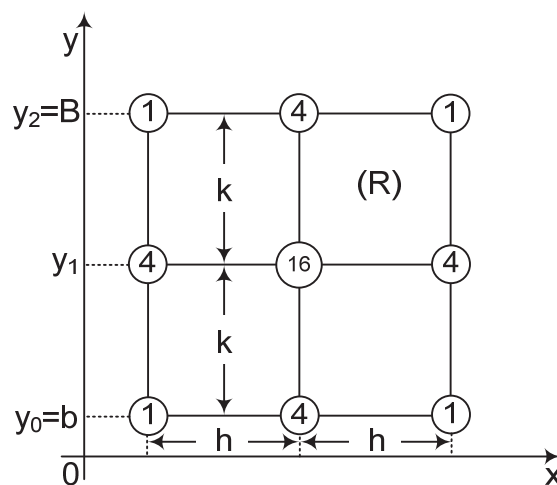 y
y₂=B 1 4 1
k (R)
y₁ 4 16 4
k
y₀=b 1 4 1
h h
0 x